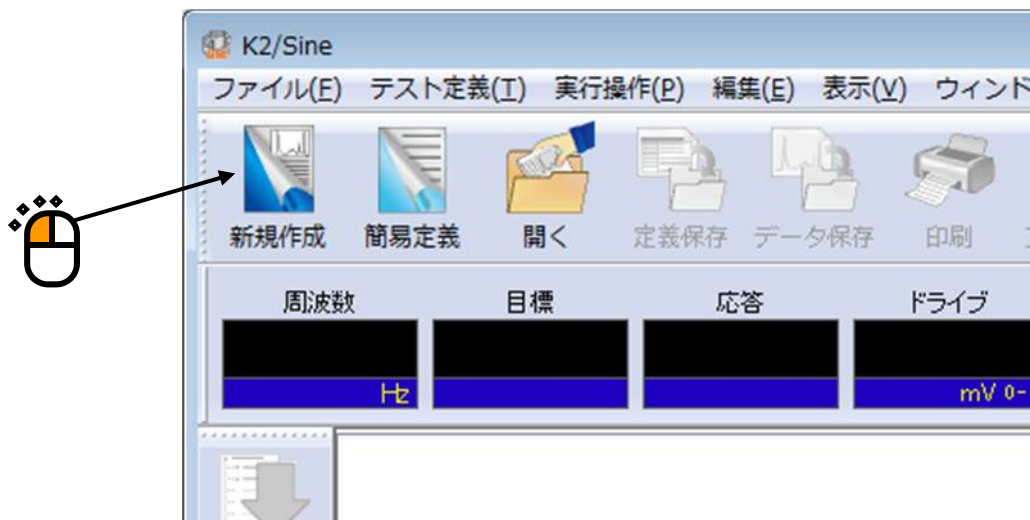 K2/Sine
ファイル(F) テスト定義(T) 実行操作(P) 編集(E) 表示(V) ウィンド
新規作成 簡易定義 開く 定義保存 データ保存 印刷
周波数 目標 応答 ドライブ
Hz mV 0-